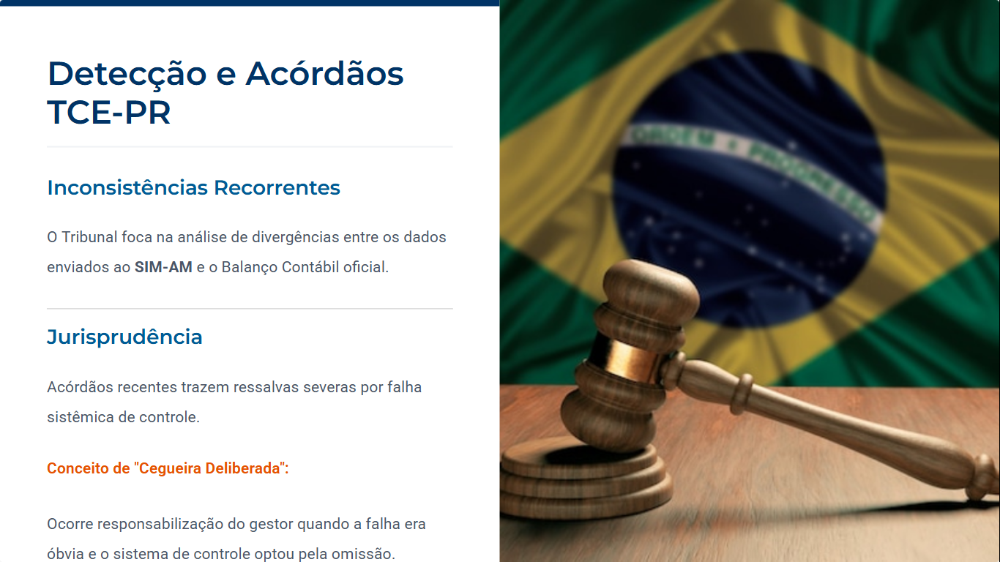 Detecção e Acórdãos
TCE-PR
Inconsistências Recorrentes
O Tribunal foca na análise de divergências entre os dados
enviados ao SIM-AM e o Balanço Contábil oficial.
Jurisprudência
Acórdãos recentes trazem ressalvas severas por falha
sistêmica de controle.
Conceito de "Cegueira Deliberada":
Ocorre responsabilização do gestor quando a falha era
óbvia e o sistema de controle optou pela omissão.
ORDEM E PROGRESSO